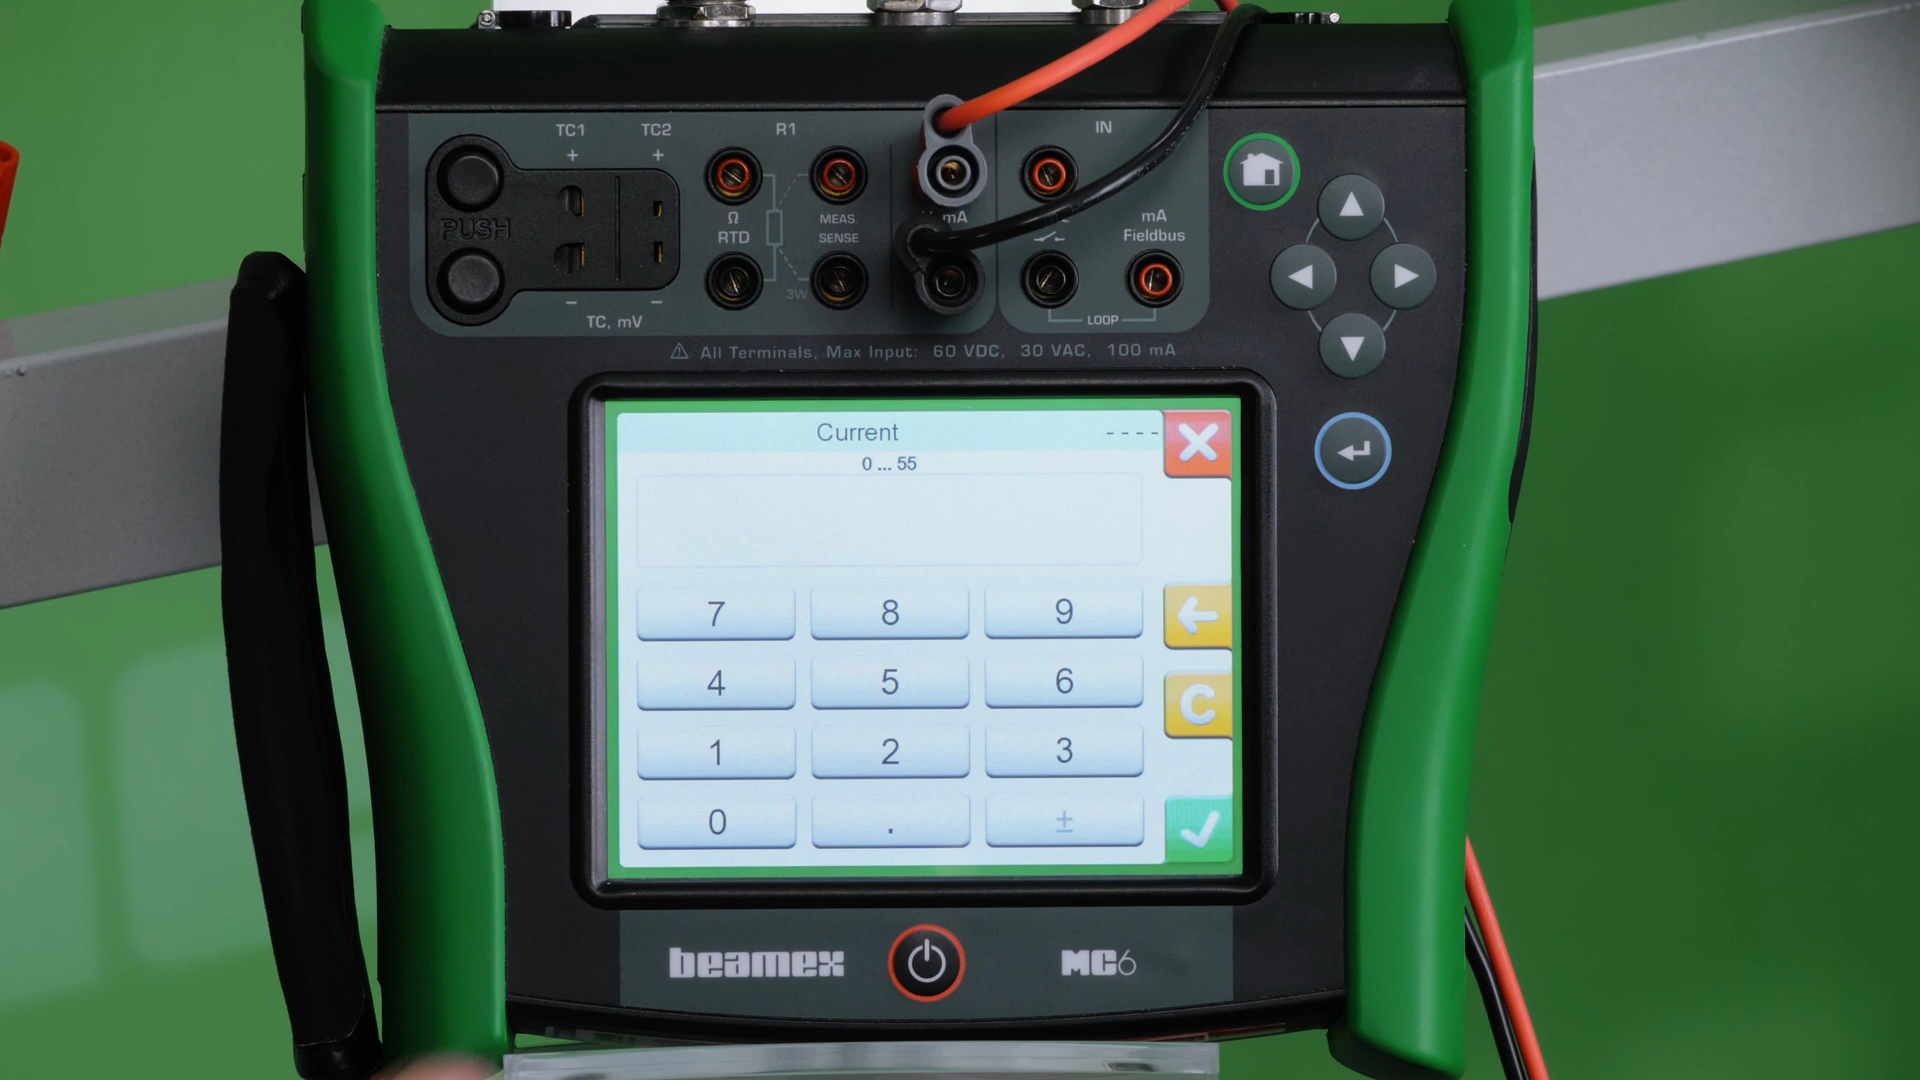 TC1 TC2 R1 IN
+ +
PUSH
Ω MEAS. mA mA
RTD SENSE Fieldbus
3W
− −
TC, mV LOOP
All Terminals, Max Input: 60 VDC, 30 VAC, 100 mA
Current ----
0 ... 55
7 8 9
4 5 6 C
1 2 3
0 . ±
beamex MC6